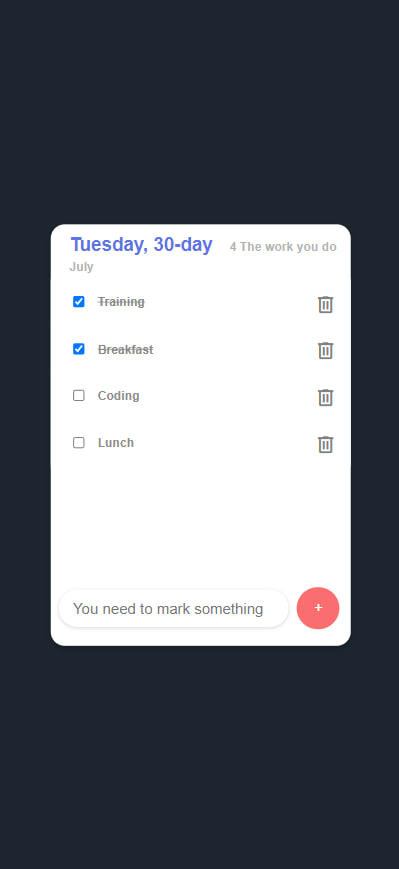 Tuesday, 30-day 4 The work you do
July
Training
Breakfast
Coding
Lunch
You need to mark something +